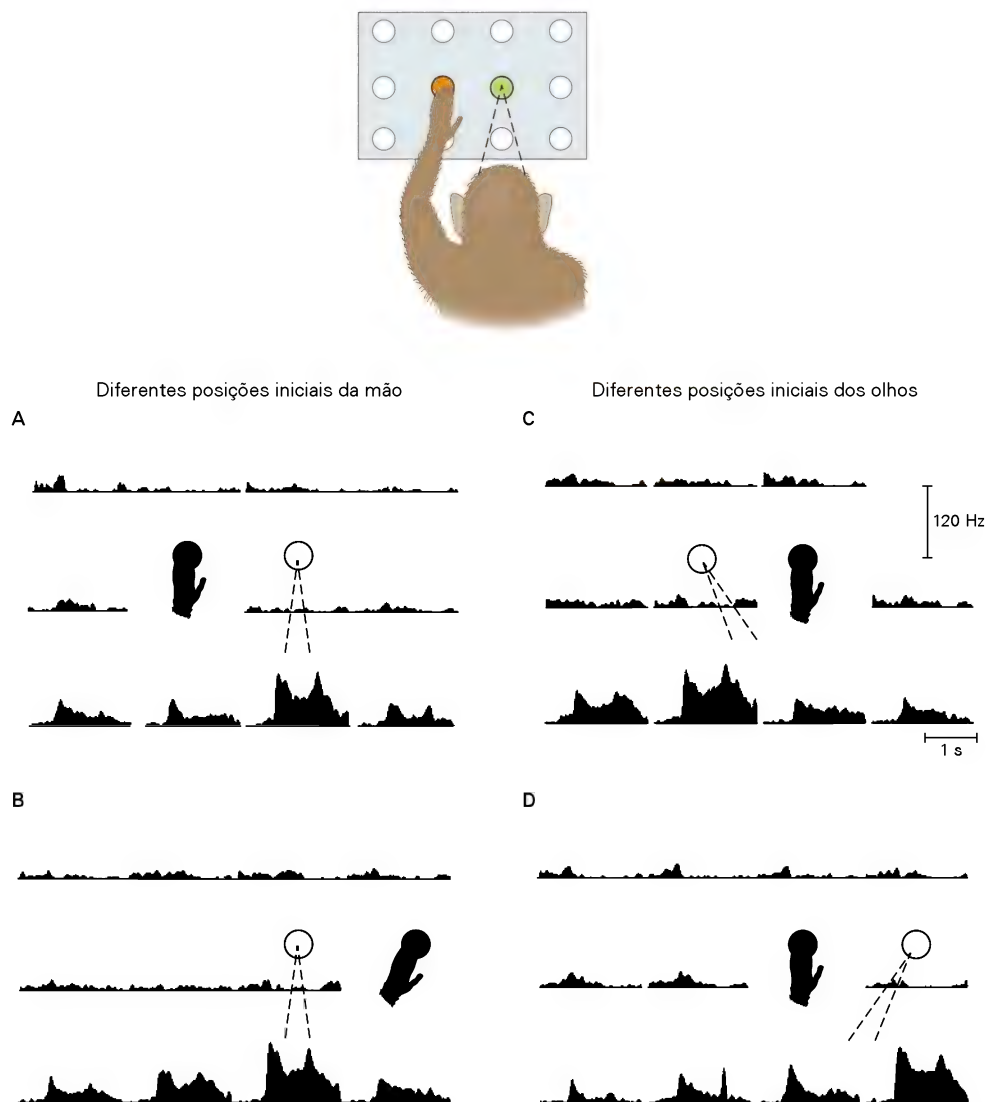 Diferentes posições iniciais da mão
Diferentes posições iniciais dos olhos
A
C
120 Hz
1 s
B
D